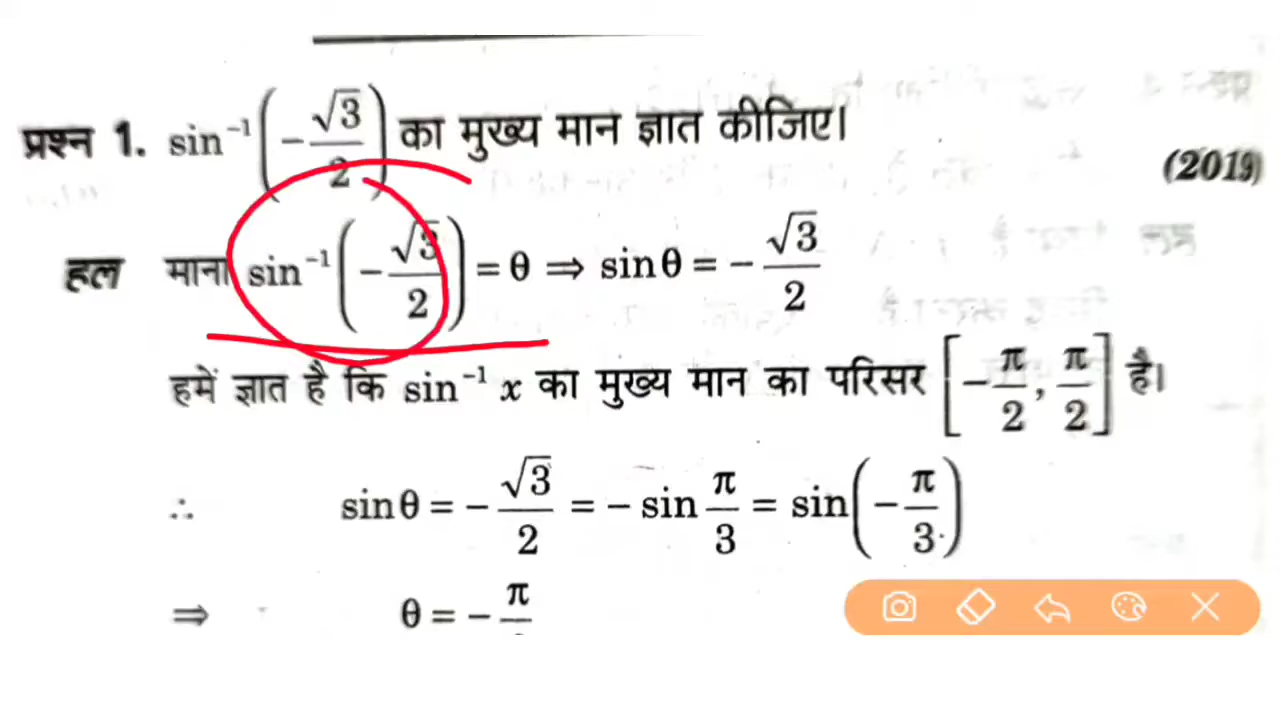 प्रश्न 1. sin⁻¹(-√3/2) का मुख्य मान ज्ञात कीजिए।
(2019)
हल माना sin⁻¹(-√3/2) = θ ⇒ sinθ = -√3/2
हमें ज्ञात है कि sin⁻¹ x का मुख्य मान का परिसर [-π/2, π/2] है।
∴ sinθ = -√3/2 = - sin π/3 = sin(-π/3)
⇒ θ = - π